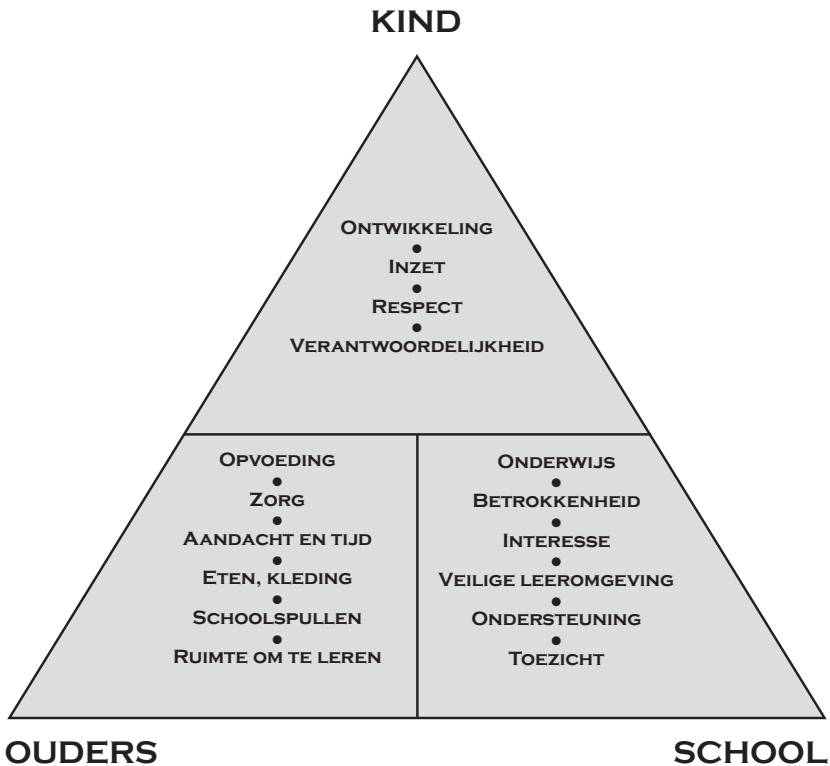 KIND
ONTWIKKELING
•
INZET
•
RESPECT
•
VERANTWOORDELIJKHEID
OPVOEDING
•
ZORG
•
AANDACHT EN TIJD
•
ETEN, KLEDING
•
SCHOOLSPULLEN
•
RUIMTE OM TE LEREN
ONDERWIJS
•
BETROKKENHEID
•
INTERESSE
•
VEILIGE LEEROMGEVING
•
ONDERSTEUNING
•
TOEZICHT
OUDERS
SCHOOL